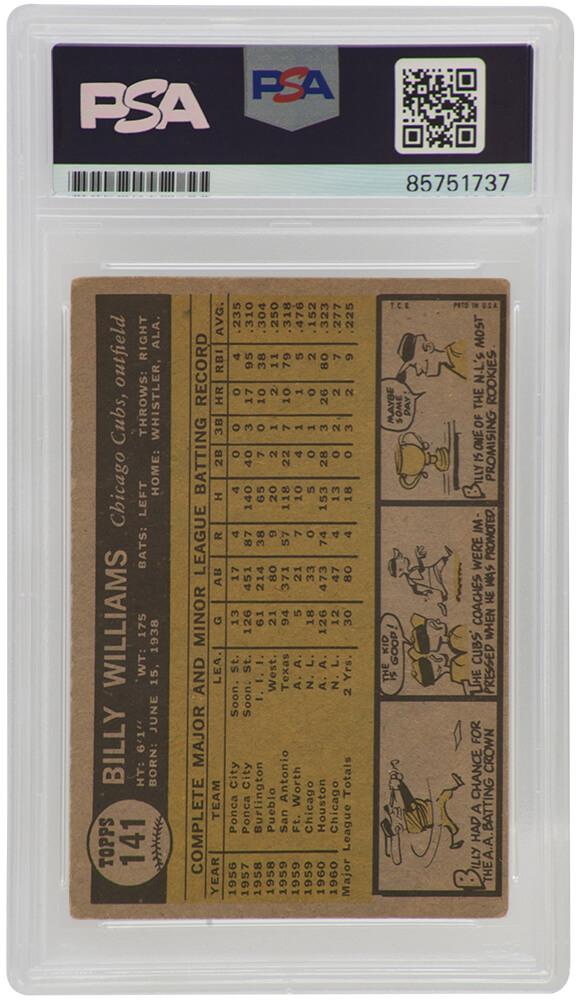 PSA
PSA
85751737
TOPPS
141
BILLY WILLIAMS Chicago Cubs, outfield
HT: 6'1" WT: 175 BATS: LEFT THROWS: RIGHT
BORN: JUNE 15, 1938 HOME: WHISTLER, ALA.
COMPLETE MAJOR AND MINOR LEAGUE BATTING RECORD
YEAR TEAM LEA. G AB R H 2B 3B HR RBI AVG.
1956 Ponca City Soon. St. 13 17 4 4 0 0 0 4 .235
1957 Ponca City Soon. St. 126 451 87 140 40 3 17 95 .310
1958 Burlington I. I. I. 61 214 38 65 7 0 10 38 .304
1958 Pueblo West. 21 80 9 20 2 1 2 11 .250
1959 San Antonio Texas 94 371 57 118 22 7 10 79 .318
1959 Ft. Worth A. A. 5 21 7 10 4 0 1 5 .476
1959 Chicago N. L. 18 33 0 5 0 1 0 2 .152
1960 Houston A. A. 126 473 74 153 28 3 26 80 .323
1960 Chicago N. L. 12 47 4 13 0 2 2 7 .277
Major League Totals 2 Yrs. 30 80 4 18 0 3 2 9 .225
BILLY HAD A CHANCE FOR
THE A.A. BATTING CROWN
THE KID
IS GOOD!
THE CUBS' COACHES WERE IM-
PRESSED WHEN HE WAS PROMOTED.
T.C.G. PRTD IN U.S.A.
MAYBE
SOME
DAY!
BILLY IS ONE OF THE N.L.'s MOST
PROMISING ROOKIES